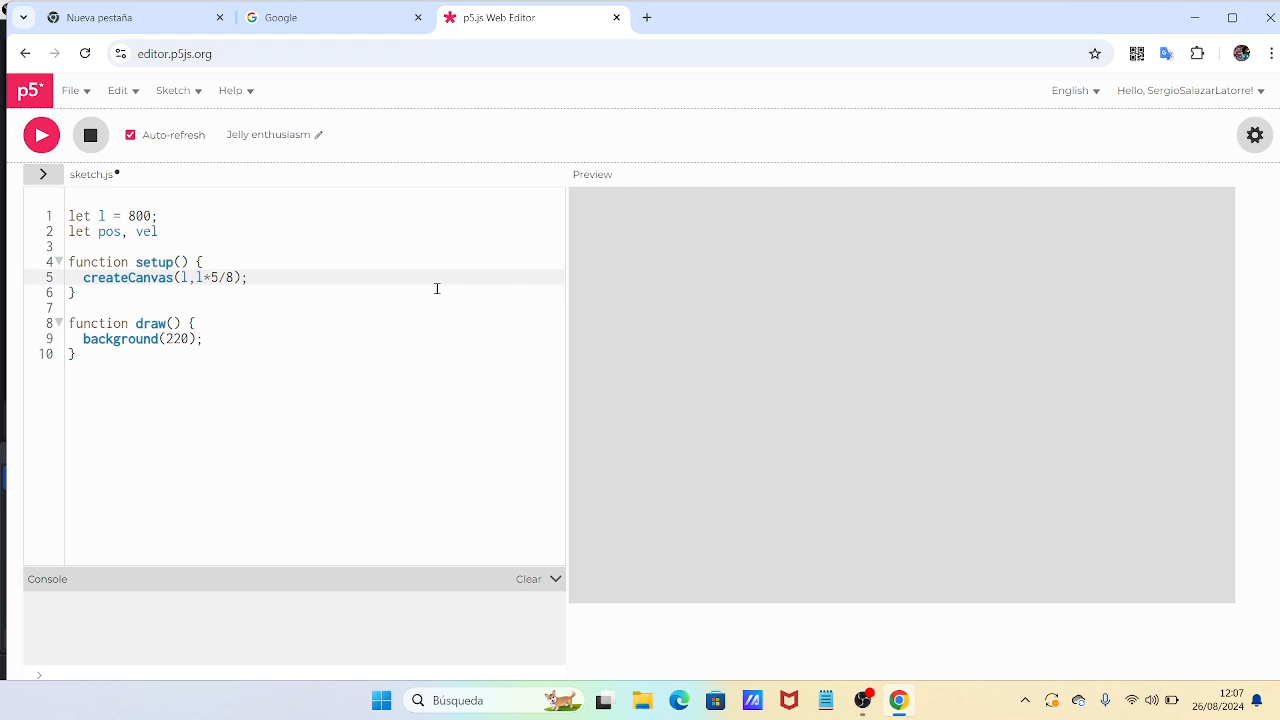 Nueva pestaña
Google
p5.js Web Editor
editor.p5js.org
p5*
File
Edit
Sketch
Help
English
Hello, SergioSalazarLatorre!
Auto-refresh
Jelly enthusiasm
sketch.js
Preview
1 let l = 800;
2 let pos, vel
3
4 function setup() {
5 createCanvas(l,l*5/8);
6 }
7
8 function draw() {
9 background(220);
10 }
Console
Clear
>
Búsqueda
12:07
25/08/2024